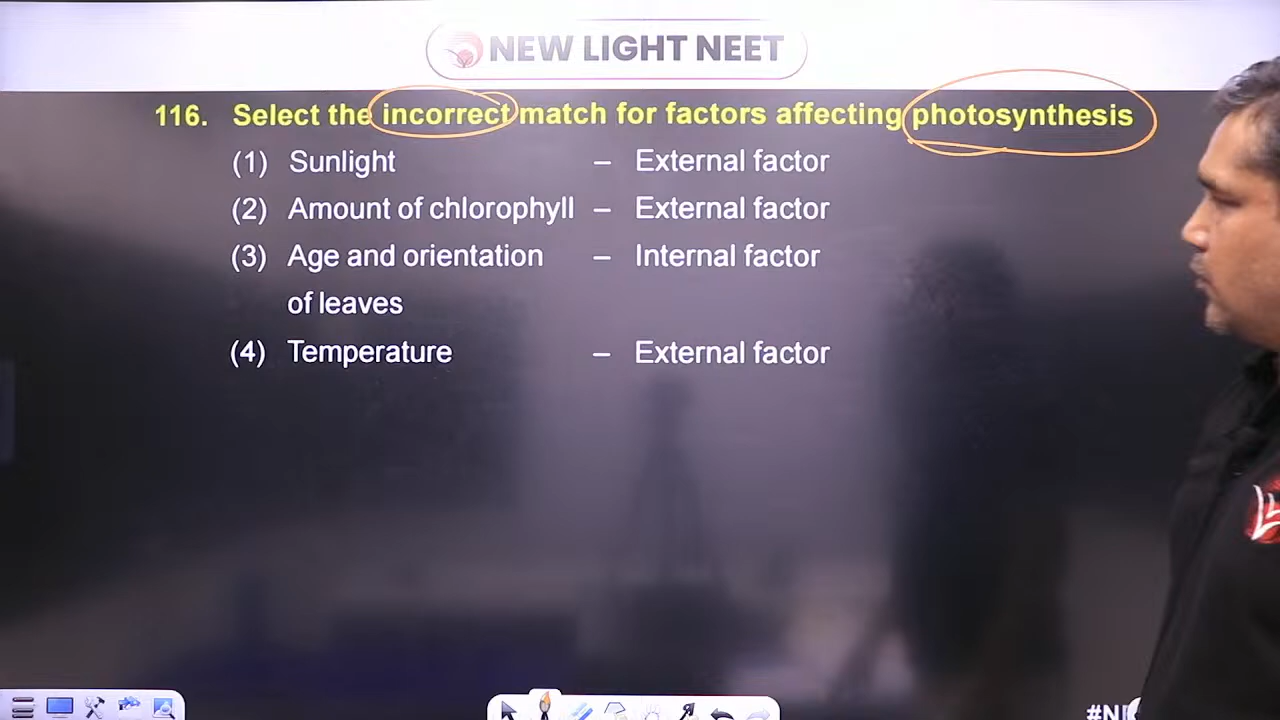 NEW LIGHT NEET
116. Select the incorrect match for factors affecting photosynthesis
(1) Sunlight – External factor
(2) Amount of chlorophyll – External factor
(3) Age and orientation – Internal factor
of leaves
(4) Temperature – External factor